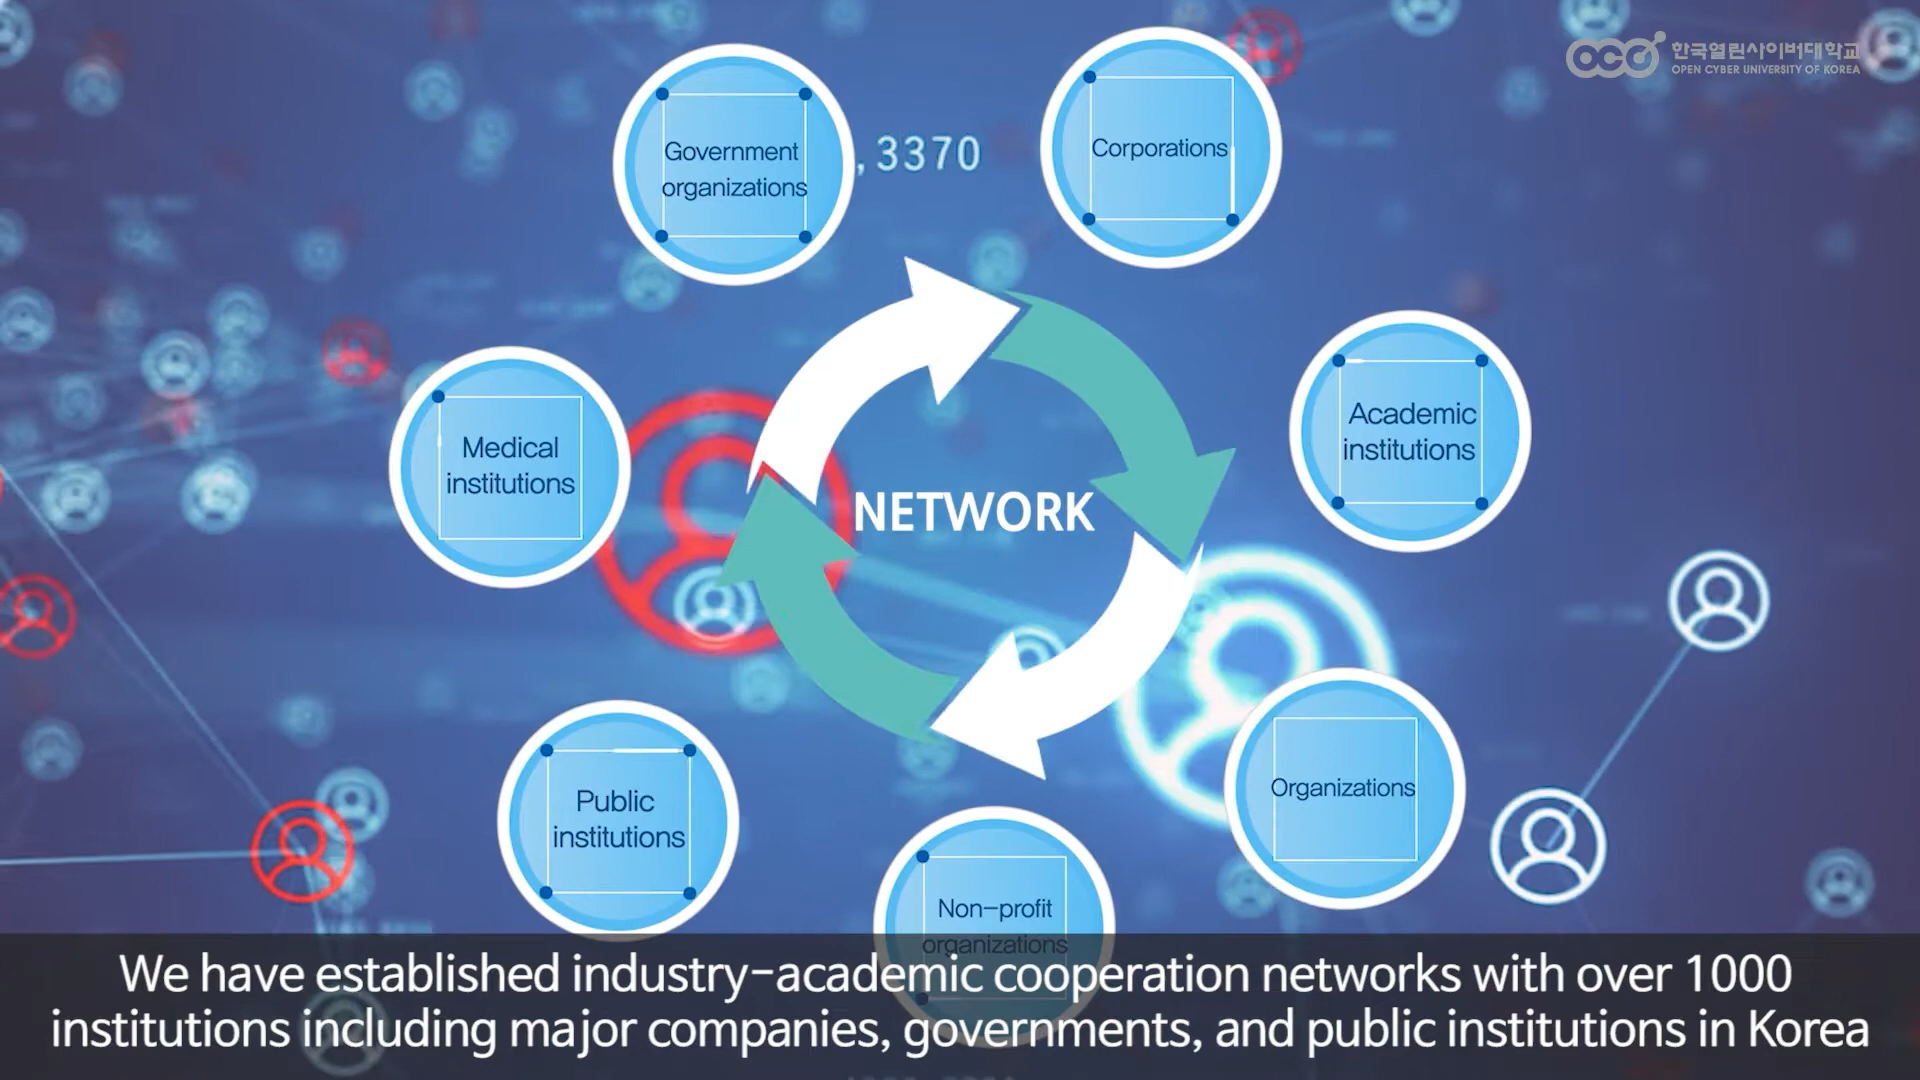 한국열린사이버대학교
OPEN CYBER UNIVERSITY OF KOREA
Government
organizations
, 3370
Corporations
Medical
institutions
Academic
institutions
NETWORK
Public
institutions
Organizations
Non-profit
organizations
We have established industry-academic cooperation networks with over 1000
institutions including major companies, governments, and public institutions in Korea